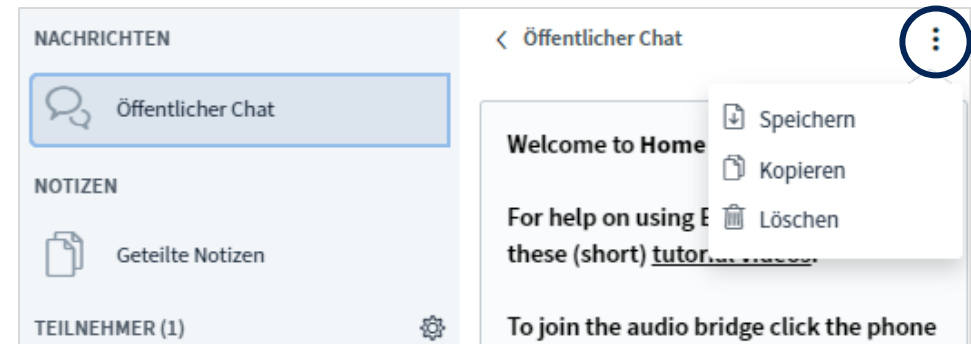 NACHRICHTEN
Öffentlicher Chat
NOTIZEN
Geteilte Notizen
TEILNEHMER (1)
Öffentlicher Chat
Speichern
Kopieren
Löschen
Welcome to Home
For help on using
these (short) tutorial videos.
To join the audio bridge click the phone